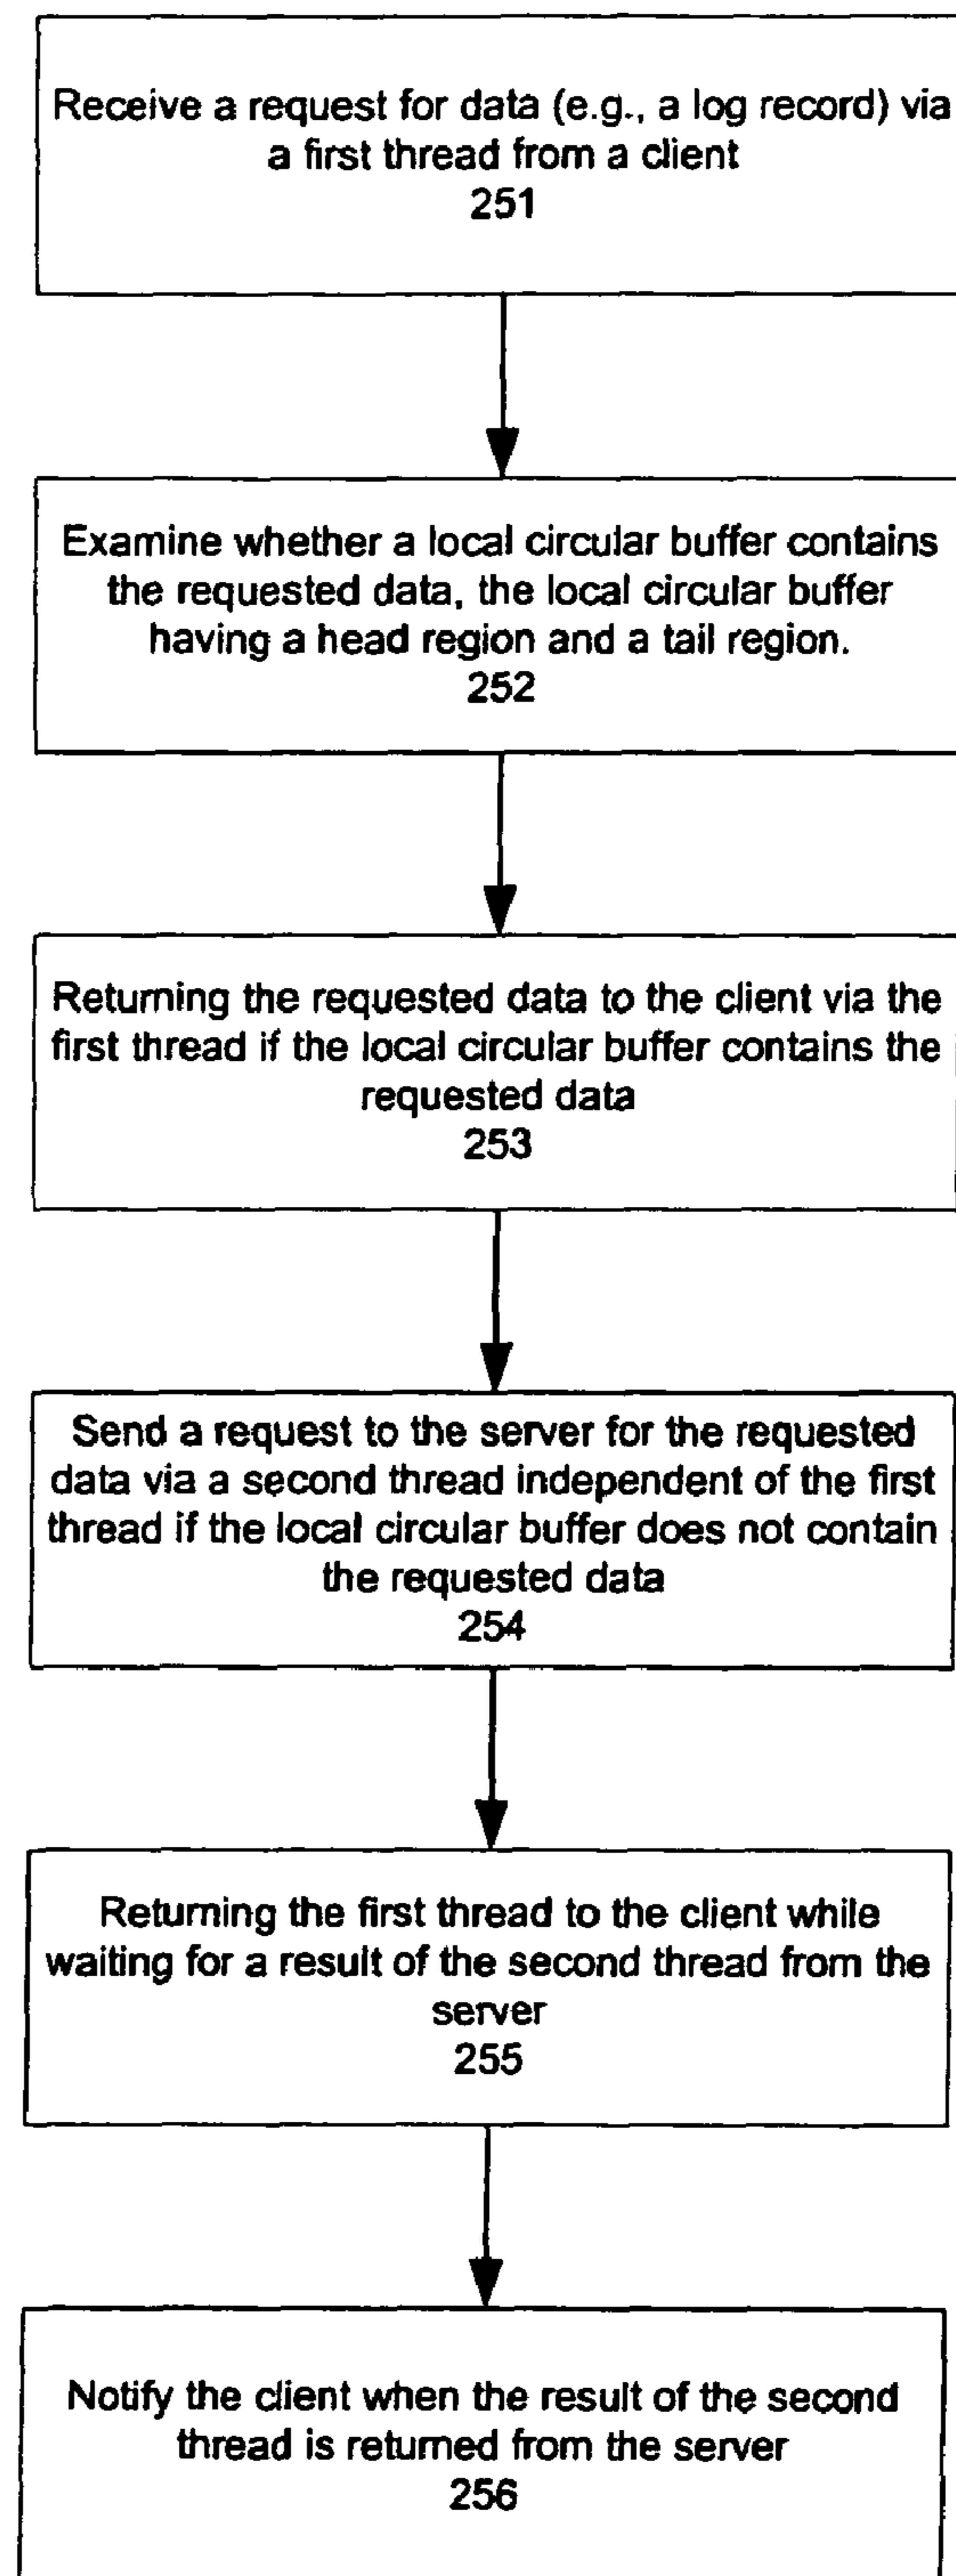 Receive a request for data (e.g., a log record) via
a first thread from a client
251
Examine whether a local circular buffer contains
the requested data, the local circular buffer
having a head region and a tail region.
252
Returning the requested data to the client via the
first thread if the local circular buffer contains the
requested data
253
Send a request to the server for the requested
data via a second thread independent of the first
thread if the local circular buffer does not contain
the requested data
254
Returning the first thread to the client while
waiting for a result of the second thread from the
server
255
Notify the client when the result of the second
thread is returned from the server
256